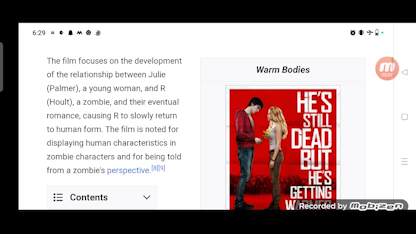 6:29
The film focuses on the development
of the relationship between Julie
(Palmer), a young woman, and R
(Hoult), a zombie, and their eventual
romance, causing R to slowly return
to human form. The film is noted for
displaying human characteristics in
zombie characters and for being told
from a zombie's perspective.[8][9]
Contents
Warm Bodies
HE'S
STILL
DEAD
BUT
HE'S
GETTING
Recorded by MOBIZEN